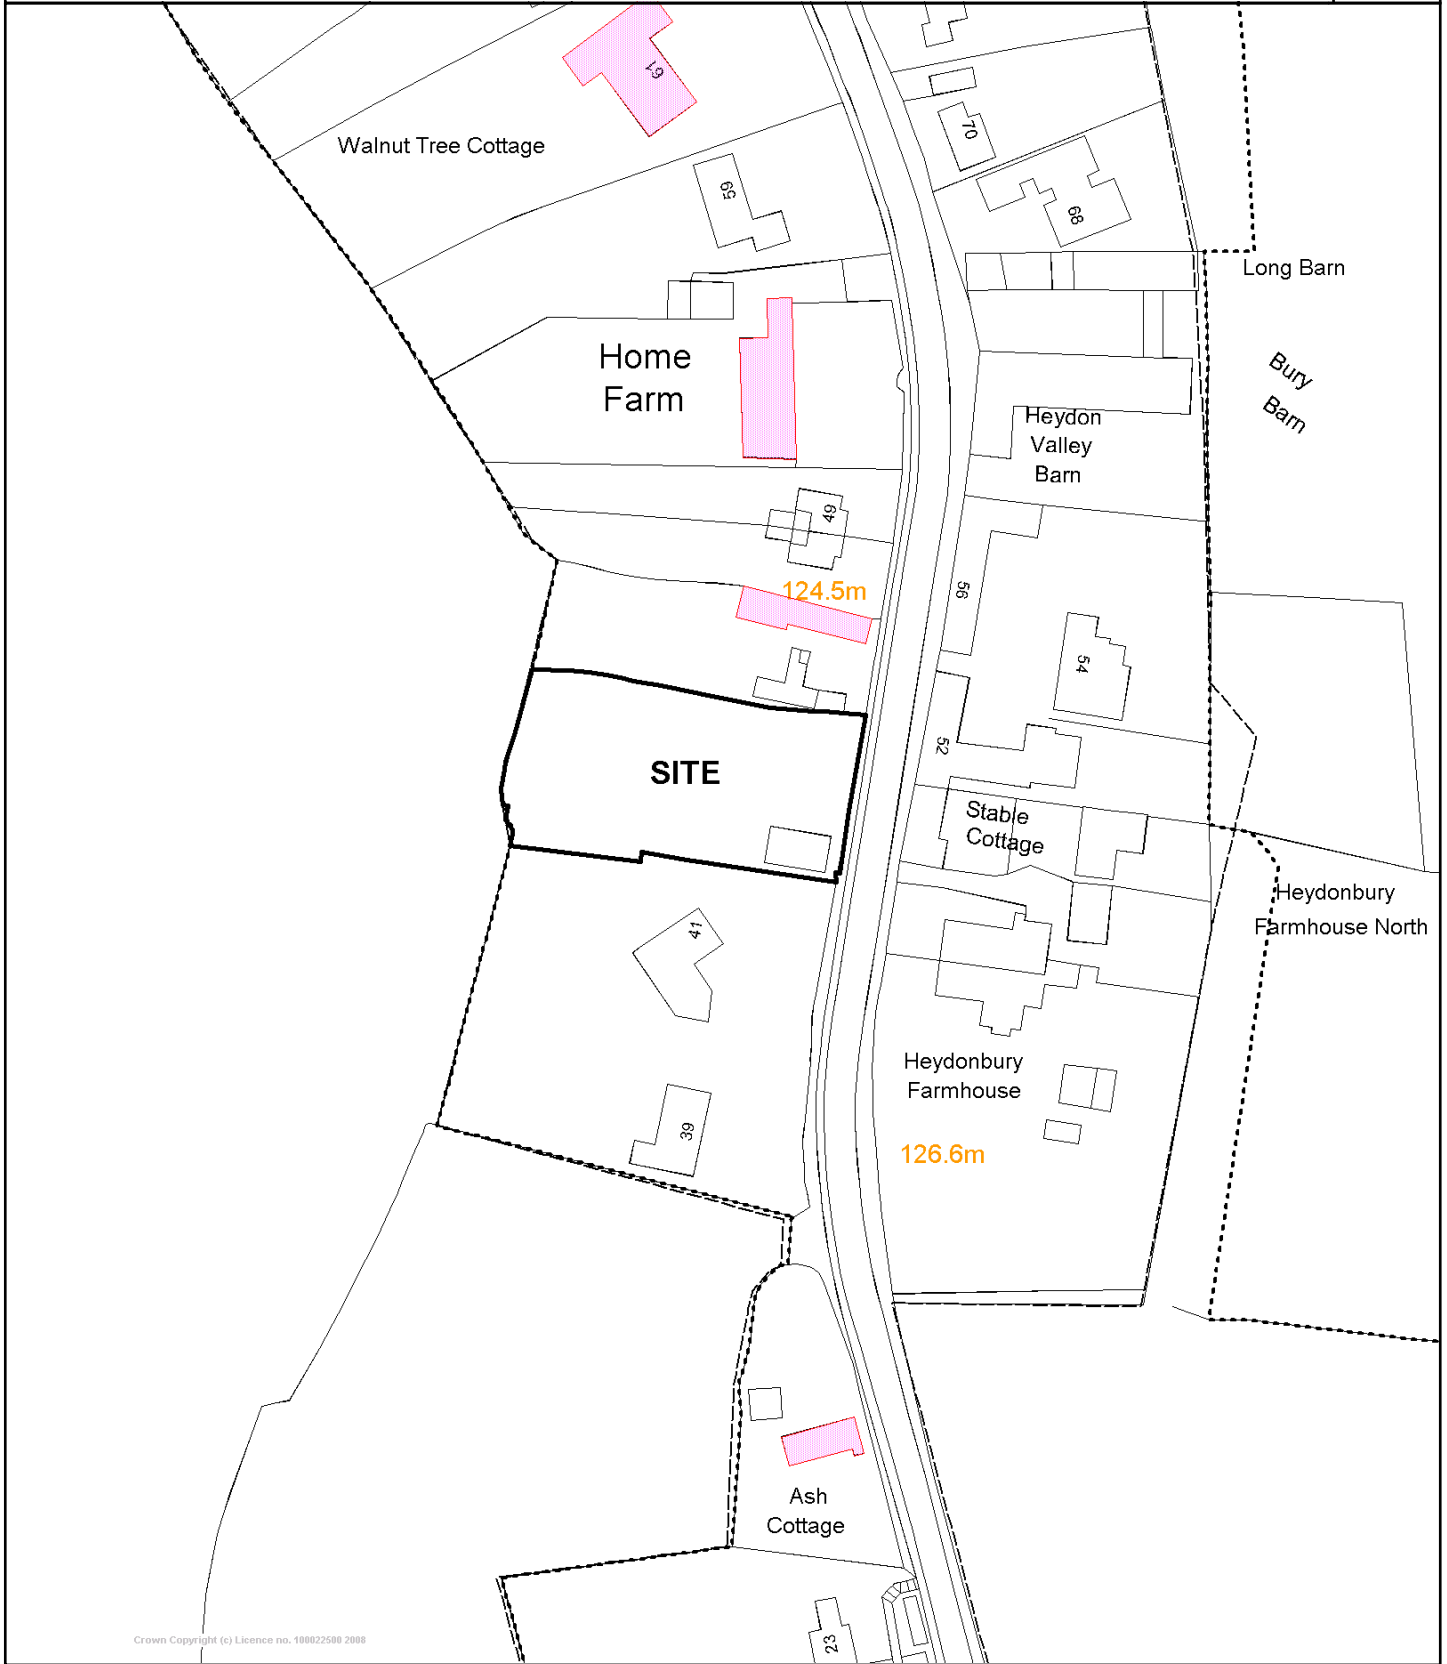 61
Walnut Tree Cottage
70
59
68
Long Barn
Home
Farm
Bury
Barn
Heydon
Valley
Barn
49
124.5m
56
54
52
SITE
Stable
Cottage
Heydonbury
Farmhouse North
41
Heydonbury
Farmhouse
39
126.6m
Ash
Cottage
23
Crown Copyright (c) Licence no. 100022500 2008